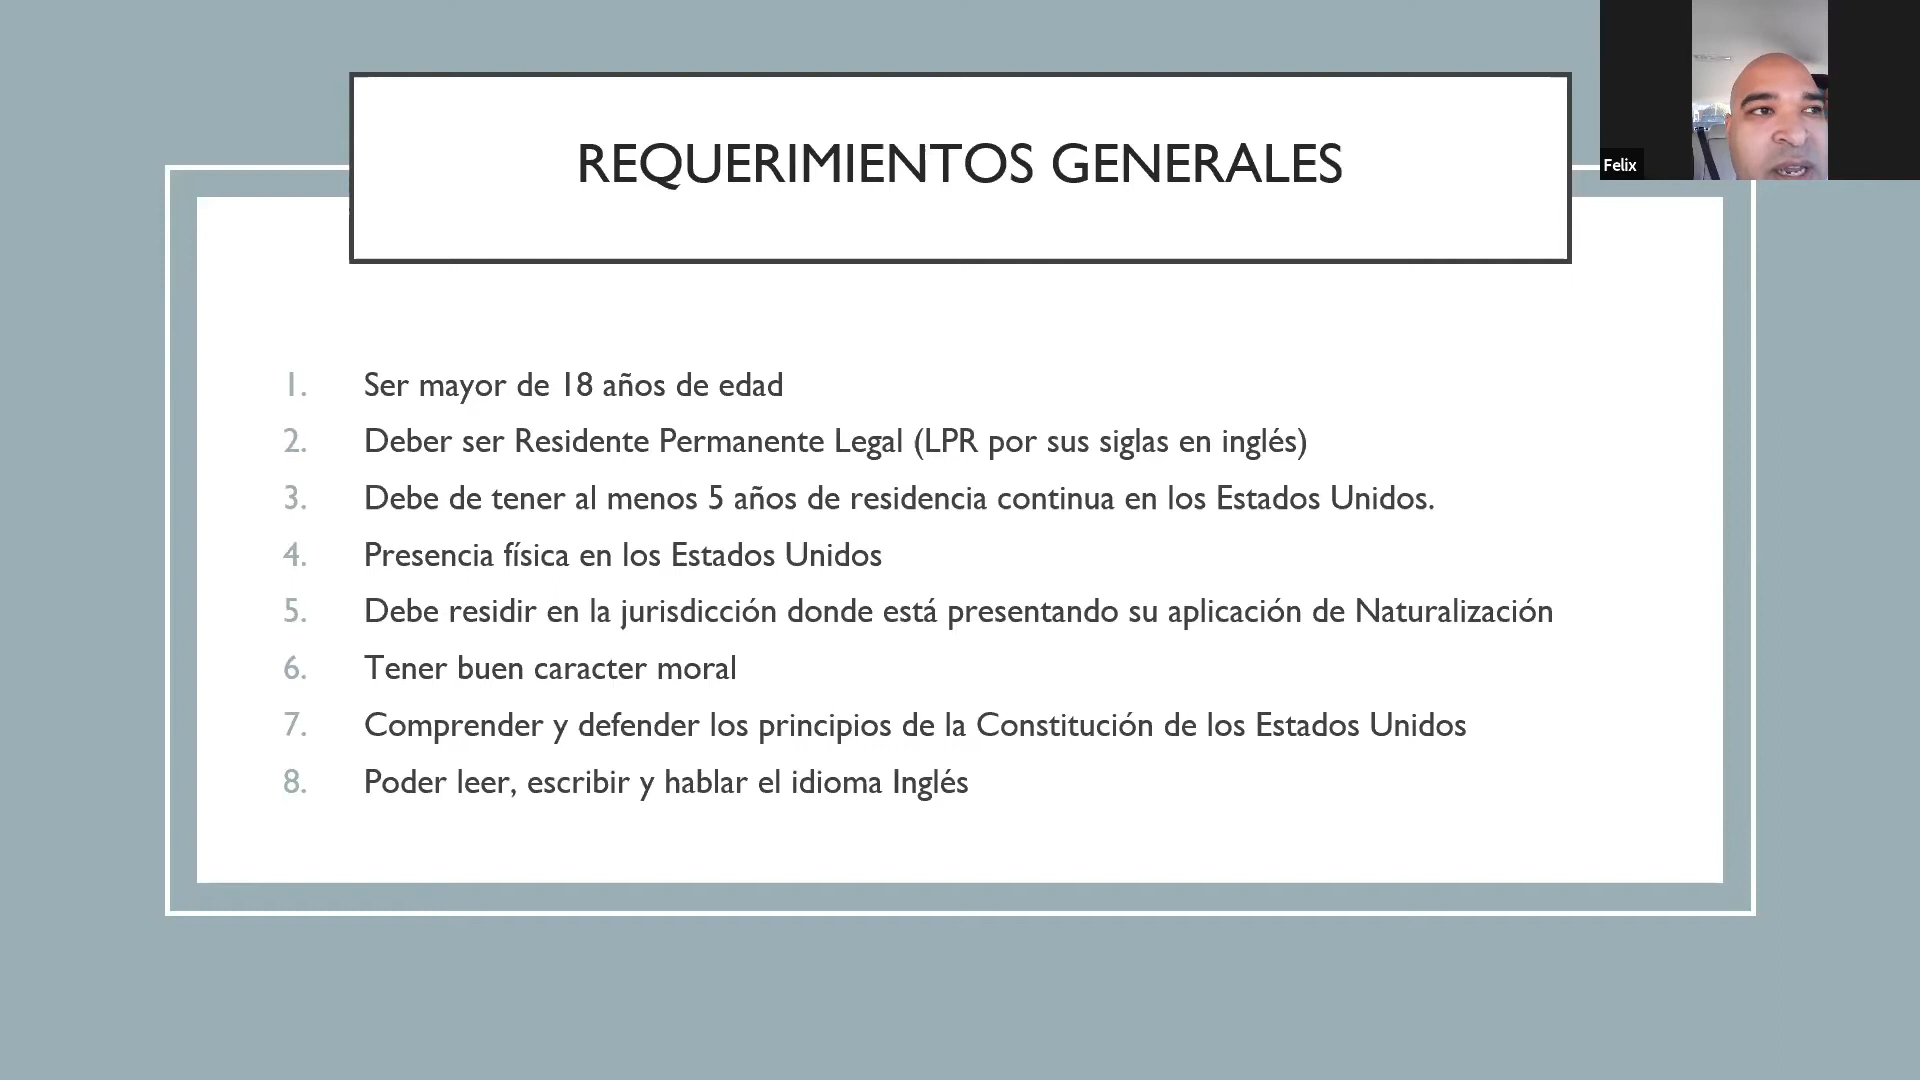 REQUERIMIENTOS GENERALES
Felix
1. Ser mayor de 18 años de edad
2. Deber ser Residente Permanente Legal (LPR por sus siglas en inglés)
3. Debe de tener al menos 5 años de residencia continua en los Estados Unidos.
4. Presencia física en los Estados Unidos
5. Debe residir en la jurisdicción donde está presentando su aplicación de Naturalización
6. Tener buen caracter moral
7. Comprender y defender los principios de la Constitución de los Estados Unidos
8. Poder leer, escribir y hablar el idioma Inglés